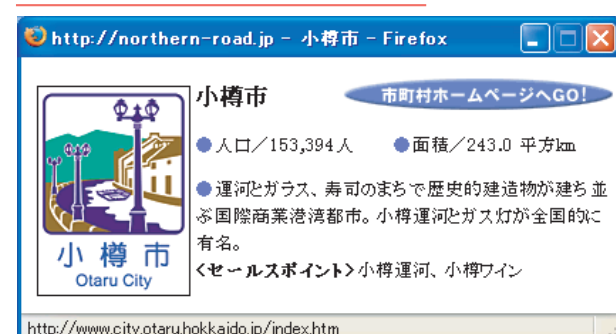 http://northern-road.jp - 小樽市 - Firefox
小樽市
市町村ホームページへGO!
●人口／153,394人 ●面積／243.0 平方km
●運河とガラス、寿司のまちで歴史的建造物が建ち並
ぶ国際商業港湾都市。小樽運河とガス灯が全国的に
有名。
<セールスポイント>小樽運河、小樽ワイン
小樽市
Otaru City
http://www.city.otaru.hokkaido.jp/index.htm